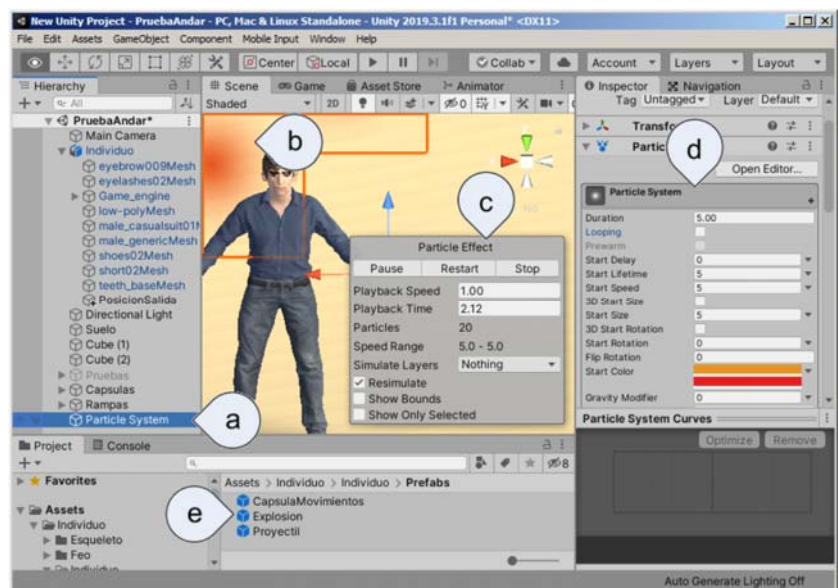 New Unity Project - PruebaAndar - PC, Mac & Linux Standalone - Unity 2019.3.1f1 Personal* <DX11>
File Edit Assets GameObject Component Mobile Input Window Help
Center Local Collab Account Layers Layout
Hierarchy
All
PruebaAndar*
Main Camera
Individuo
eyebrow009Mesh
eyelashes02Mesh
Game_engine
low-polyMesh
male_casualsuit01M
male_genericMesh
shoes02Mesh
short02Mesh
teeth_baseMesh
PosicionSalida
Directional Light
Suelo
Cube (1)
Cube (2)
Pruebas
Capsulas
Rampas
Particle System
a
Scene Game Asset Store Animator
Shaded 2D 0
b
c
Particle Effect
Pause Restart Stop
Playback Speed 1.00
Playback Time 2.12
Particles 20
Speed Range 5.0 - 5.0
Simulate Layers Nothing
Resimulate
Show Bounds
Show Only Selected
Inspector Navigation
Tag Untagged Layer Default
Transfo
Partic
d
Open Editor...
Particle System
Duration 5.00
Looping
Prewarm
Start Delay 0
Start Lifetime 5
Start Speed 5
3D Start Size
Start Size 5
3D Start Rotation
Start Rotation 0
Flip Rotation 0
Start Color
Gravity Modifier 0
Particle System Curves
Optimize Remove
Project Console
8
Favorites
Assets
Individuo
Esqueleto
Feo
Individuo
Assets > Individuo > Individuo > Prefabs
CapsulaMovimientos
Explosion
Proyectil
e
Auto Generate Lighting Off